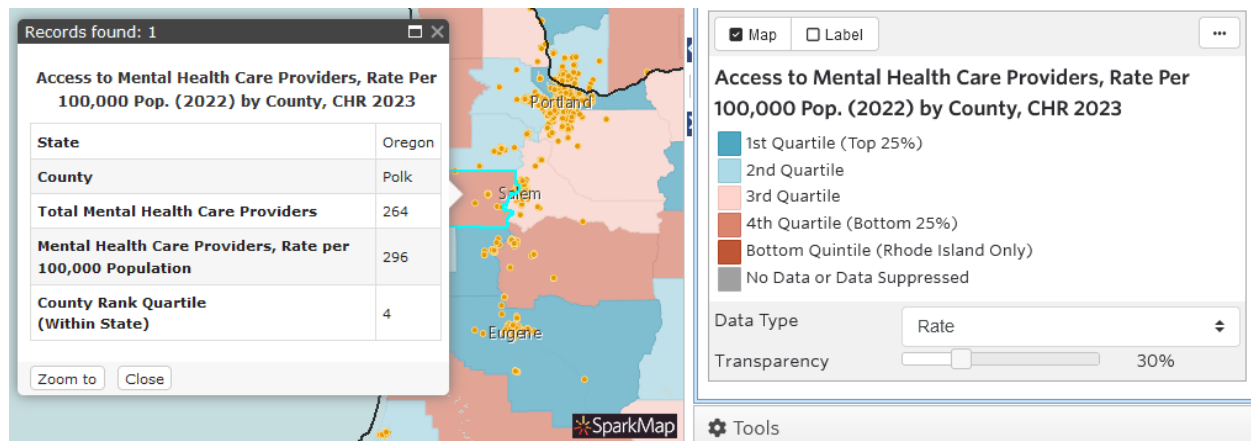 Records found: 1
Access to Mental Health Care Providers, Rate Per
100,000 Pop. (2022) by County, CHR 2023
State Oregon
County Polk
Total Mental Health Care Providers 264
Mental Health Care Providers, Rate per
100,000 Population 296
County Rank Quartile
(Within State) 4
Zoom to Close
Portland
Salem
Eugene
SparkMap
Map Label
Access to Mental Health Care Providers, Rate Per
100,000 Pop. (2022) by County, CHR 2023
1st Quartile (Top 25%)
2nd Quartile
3rd Quartile
4th Quartile (Bottom 25%)
Bottom Quintile (Rhode Island Only)
No Data or Data Suppressed
Data Type Rate
Transparency 30%
Tools